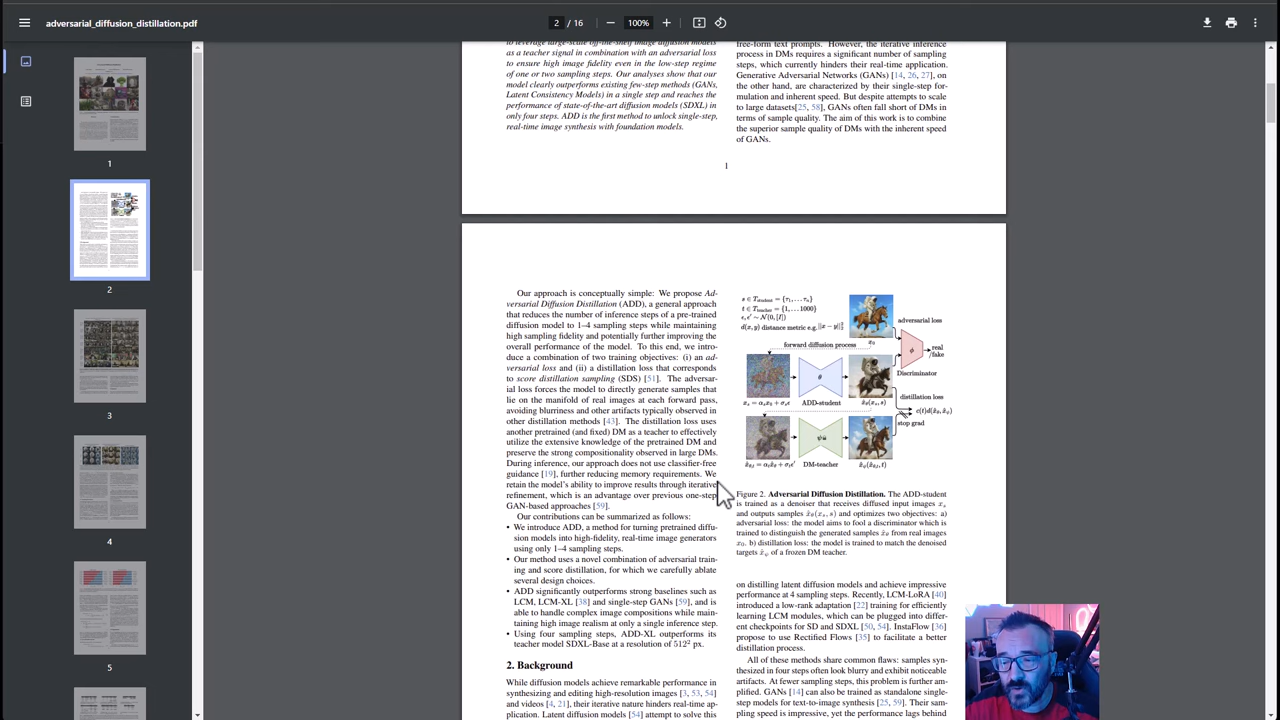 adversarial_diffusion_distillation.pdf
2 / 16
100%
1
2
3
4
5
to leverage large-scale off-the-shelf image diffusion models
as a teacher signal in combination with an adversarial loss
to ensure high image fidelity even in the low-step regime
of one or two sampling steps. Our analyses show that our
model clearly outperforms existing few-step methods (GANs,
Latent Consistency Models) in a single step and reaches the
performance of state-of-the-art diffusion models (SDXL) in
only four steps. ADD is the first method to unlock single-step,
real-time image synthesis with foundation models.
free-form text prompts. However, the iterative inference
process in DMs requires a significant number of sampling
steps, which currently hinders their real-time application.
Generative Adversarial Networks (GANs) [14, 26, 27], on
the other hand, are characterized by their single-step for-
mulation and inherent speed. But despite attempts to scale
to large datasets[25, 58], GANs often fall short of DMs in
terms of sample quality. The aim of this work is to combine
the superior sample quality of DMs with the inherent speed
of GANs.
1
Our approach is conceptually simple: We propose Ad-
versarial Diffusion Distillation (ADD), a general approach
that reduces the number of inference steps of a pre-trained
diffusion model to 1–4 sampling steps while maintaining
high sampling fidelity and potentially further improving the
overall performance of the model. To this end, we intro-
duce a combination of two training objectives: (i) an ad-
versarial loss and (ii) a distillation loss that corresponds
to score distillation sampling (SDS) [51]. The adversar-
ial loss forces the model to directly generate samples that
lie on the manifold of real images at each forward pass,
avoiding blurriness and other artifacts typically observed in
other distillation methods [43]. The distillation loss uses
another pretrained (and fixed) DM as a teacher to effectively
utilize the extensive knowledge of the pretrained DM and
preserve the strong compositionality observed in large DMs.
During inference, our approach does not use classifier-free
guidance [19], further reducing memory requirements. We
retain the model's ability to improve results through iterative
refinement, which is an advantage over previous one-step
GAN-based approaches [59].
Our contributions can be summarized as follows:
• We introduce ADD, a method for turning pretrained diffu-
sion models into high-fidelity, real-time image generators
using only 1–4 sampling steps.
• Our method uses a novel combination of adversarial train-
ing and score distillation, for which we carefully ablate
several design choices.
• ADD significantly outperforms strong baselines such as
LCM, LCM-XL [38] and single-step GANs [59], and is
able to handle complex image compositions while main-
taining high image realism at only a single inference step.
• Using four sampling steps, ADD-XL outperforms its
teacher model SDXL-Base at a resolution of 512² px.
2. Background
While diffusion models achieve remarkable performance in
synthesizing and editing high-resolution images [3, 53, 54]
and videos [4, 21], their iterative nature hinders real-time ap-
plication. Latent diffusion models [54] attempt to solve this
s ∈ Tstudent = {τ1, . . . τn}
t ∈ Tteacher = {1, . . . 1000}
ϵ, ϵ′ ∼ N(0, [I])
d(x, y) distance metric e.g. ||x − y||²₂
x₀
adversarial loss
forward diffusion process
ϕ
real
/fake
Discriminator
θ
xs = αsx0 + σsϵ
ADD-student
x̂θ(xs, s)
distillation loss
c(t)d(x̂θ, x̂ψ)
stop grad
ψ
x̂θ,t = αtx̂θ + σtϵ′
DM-teacher
x̂ψ(x̂θ,t, t)
Figure 2. Adversarial Diffusion Distillation. The ADD-student
is trained as a denoiser that receives diffused input images xs
and outputs samples x̂θ(xs, s) and optimizes two objectives: a)
adversarial loss: the model aims to fool a discriminator which is
trained to distinguish the generated samples x̂θ from real images
x0. b) distillation loss: the model is trained to match the denoised
targets x̂ψ of a frozen DM teacher.
on distilling latent diffusion models and achieve impressive
performance at 4 sampling steps. Recently, LCM-LoRA [40]
introduced a low-rank adaptation [22] training for efficiently
learning LCM modules, which can be plugged into differ-
ent checkpoints for SD and SDXL [50, 54]. InstaFlow [36]
propose to use Rectified Flows [35] to facilitate a better
distillation process.
All of these methods share common flaws: samples syn-
thesized in four steps often look blurry and exhibit noticeable
artifacts. At fewer sampling steps, this problem is further am-
plified. GANs [14] can also be trained as standalone single-
step models for text-to-image synthesis [25, 59]. Their sam-
pling speed is impressive, yet the performance lags behind